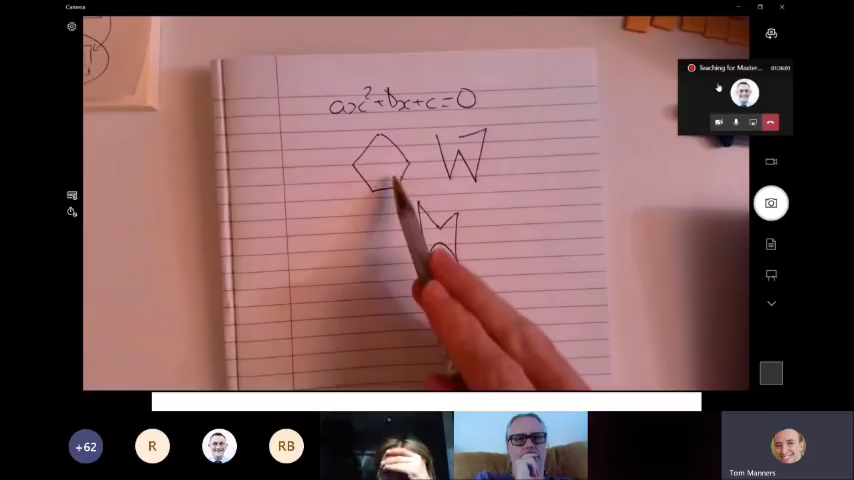 Camera
Teaching for Master...
01:36:01
ax²+bx+c=0
+62
R
RB
Tom Manners